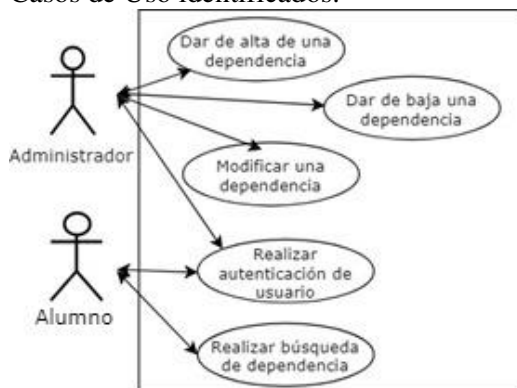 Casos de Uso identificados.
Dar de alta de una
dependencia
Dar de baja una
dependencia
Administrador
Modificar una
dependencia
Realizar
autenticación de
usuario
Alumno
Realizar búsqueda
de dependencia